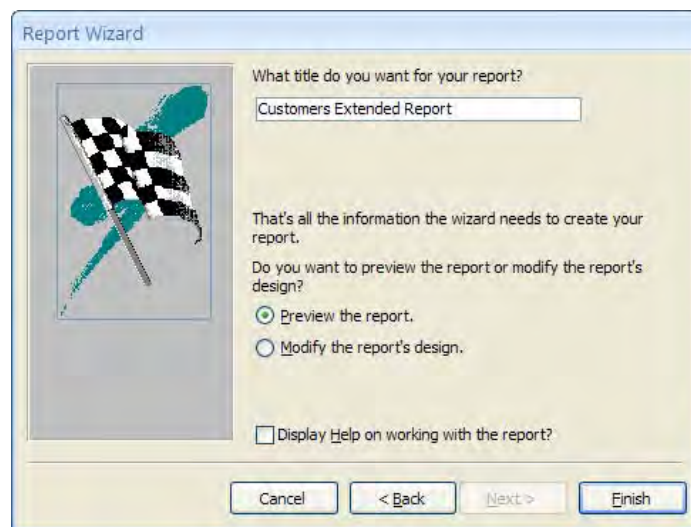 Report Wizard
What title do you want for your report?
Customers Extended Report
That's all the information the wizard needs to create your
report.
Do you want to preview the report or modify the report's
design?
Preview the report.
Modify the report's design.
Display Help on working with the report?
Cancel
< Back
Next >
Finish